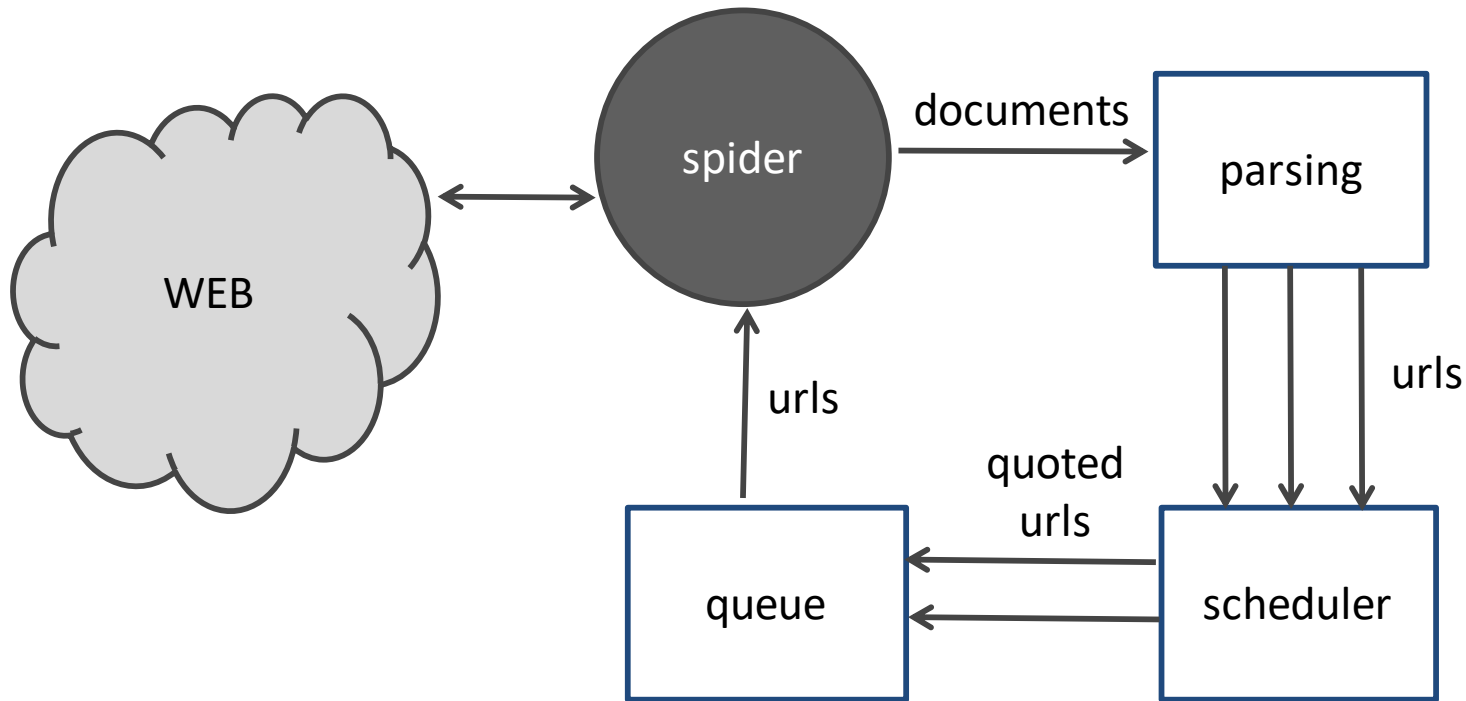 documents
spider
parsing
WEB
urls
urls
quoted
urls
queue
scheduler